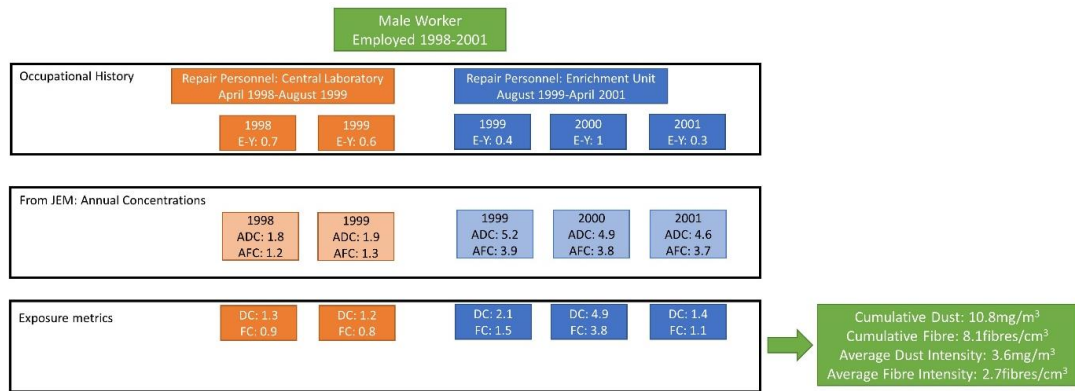 Male Worker
Employed 1998-2001
Occupational History
Repair Personnel: Central Laboratory
April 1998-August 1999
Repair Personnel: Enrichment Unit
August 1999-April 2001
1998
E-Y: 0.7
1999
E-Y: 0.6
1999
E-Y: 0.4
2000
E-Y: 1
2001
E-Y: 0.3
From JEM: Annual Concentrations
1998
ADC: 1.8
AFC: 1.2
1999
ADC: 1.9
AFC: 1.3
1999
ADC: 5.2
AFC: 3.9
2000
ADC: 4.9
AFC: 3.8
2001
ADC: 4.6
AFC: 3.7
Exposure metrics
DC: 1.3
FC: 0.9
DC: 1.2
FC: 0.8
DC: 2.1
FC: 1.5
DC: 4.9
FC: 3.8
DC: 1.4
FC: 1.1
Cumulative Dust: 10.8mg/m³
Cumulative Fibre: 8.1fibres/cm³
Average Dust Intensity: 3.6mg/m³
Average Fibre Intensity: 2.7fibres/cm³